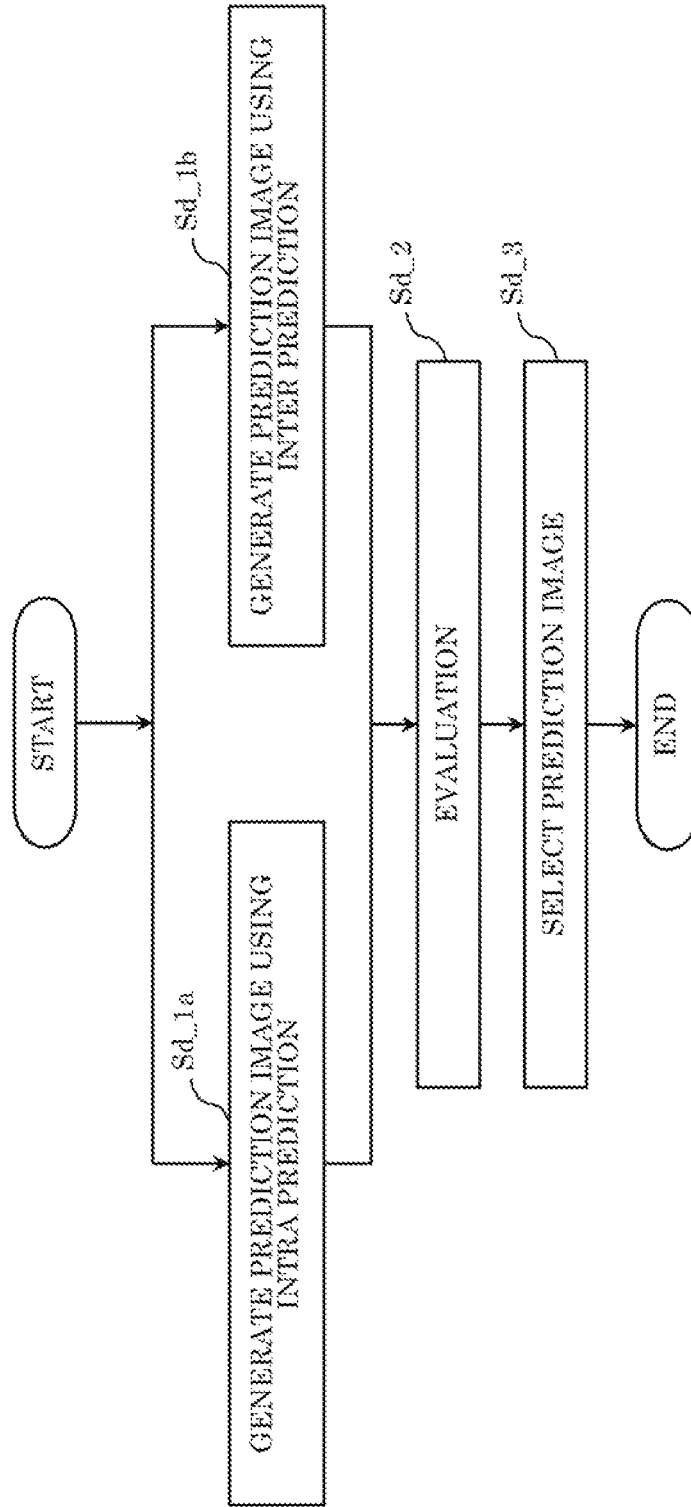 START
Sd_1a
GENERATE PREDICTION IMAGE USING
INTRA PREDICTION
Sd_1b
GENERATE PREDICTION IMAGE USING
INTER PREDICTION
Sd_2
EVALUATION
Sd_3
SELECT PREDICTION IMAGE
END